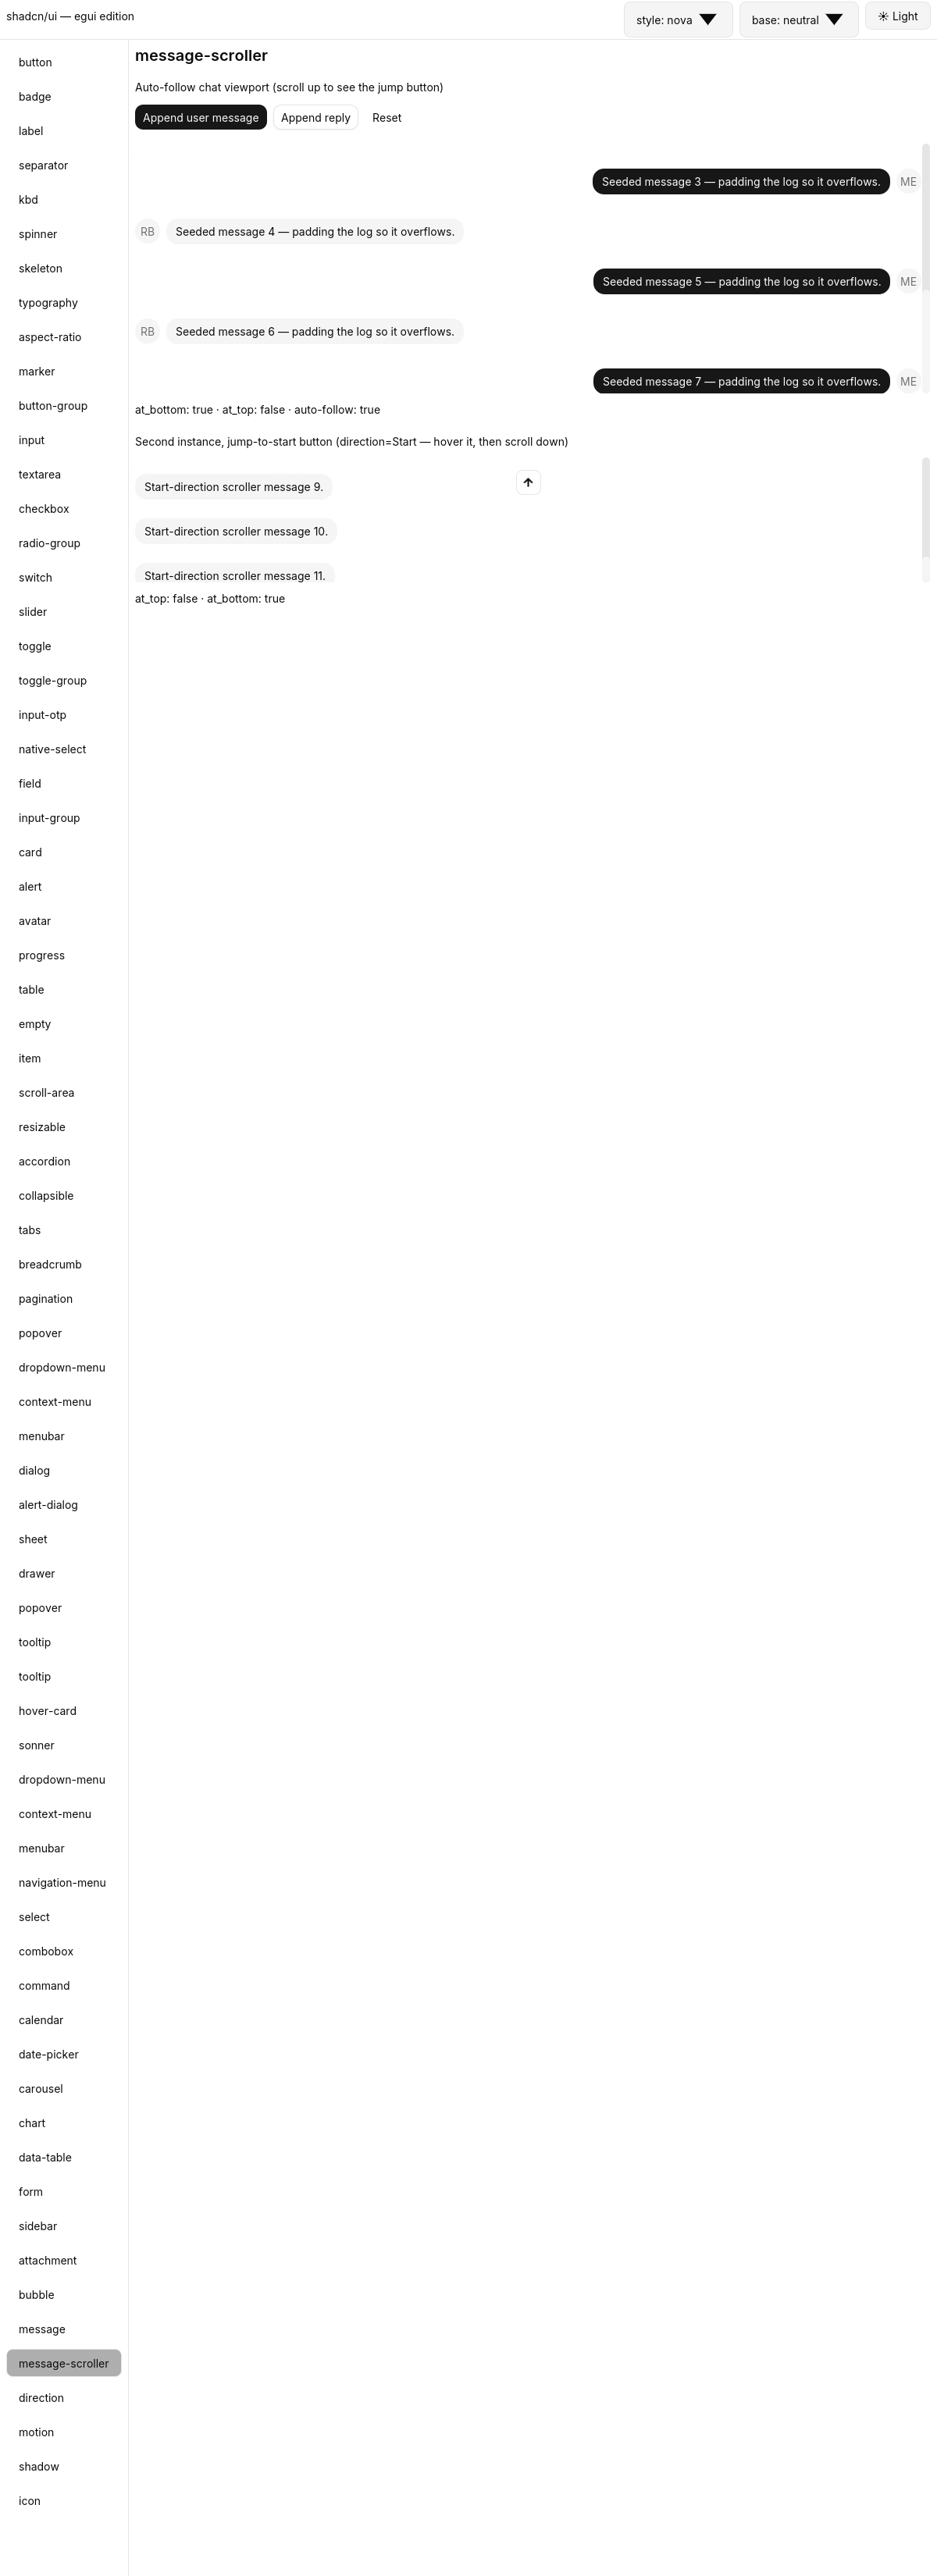 shadcn/ui — egui edition
style: nova
base: neutral
☀ Light
button
badge
label
separator
kbd
spinner
skeleton
typography
aspect-ratio
marker
button-group
input
textarea
checkbox
radio-group
switch
slider
toggle
toggle-group
input-otp
native-select
field
input-group
card
alert
avatar
progress
table
empty
item
scroll-area
resizable
accordion
collapsible
tabs
breadcrumb
pagination
popover
dropdown-menu
context-menu
menubar
dialog
alert-dialog
sheet
drawer
popover
tooltip
tooltip
hover-card
sonner
dropdown-menu
context-menu
menubar
navigation-menu
select
combobox
command
calendar
date-picker
carousel
chart
data-table
form
sidebar
attachment
bubble
message
message-scroller
direction
motion
shadow
icon
message-scroller
Auto-follow chat viewport (scroll up to see the jump button)
Append user message
Append reply
Reset
Seeded message 3 — padding the log so it overflows.
ME
RB
Seeded message 4 — padding the log so it overflows.
Seeded message 5 — padding the log so it overflows.
ME
RB
Seeded message 6 — padding the log so it overflows.
Seeded message 7 — padding the log so it overflows.
ME
at_bottom: true · at_top: false · auto-follow: true
Second instance, jump-to-start button (direction=Start — hover it, then scroll down)
Start-direction scroller message 9.
Start-direction scroller message 10.
Start-direction scroller message 11.
at_top: false · at_bottom: true